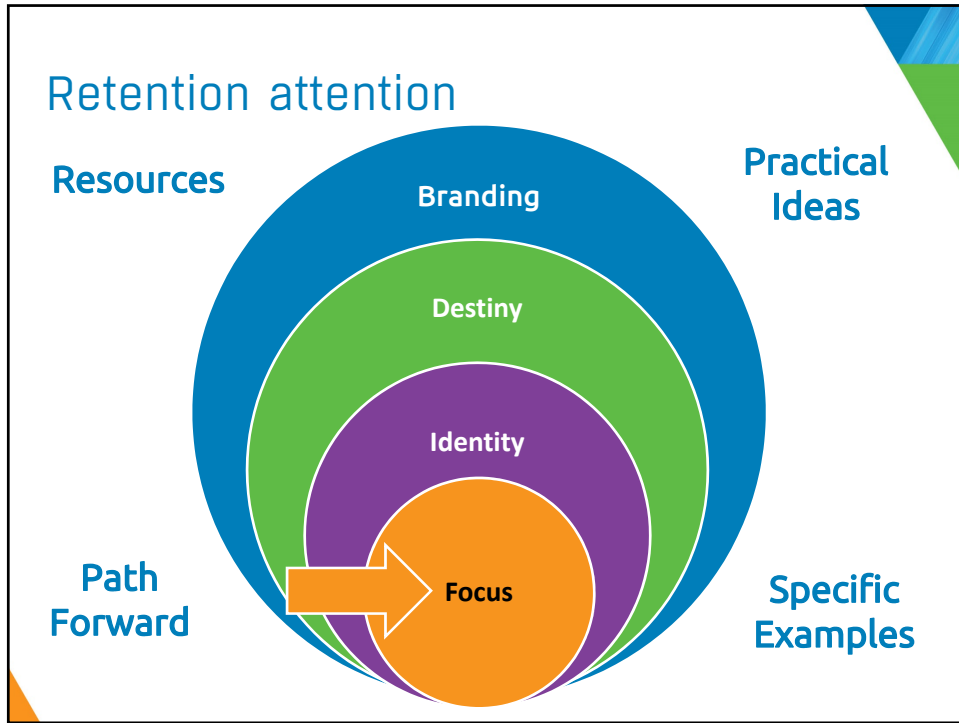 Retention attention
Resources
Practical
Ideas
Branding
Destiny
Identity
Focus
Path
Forward
Specific
Examples